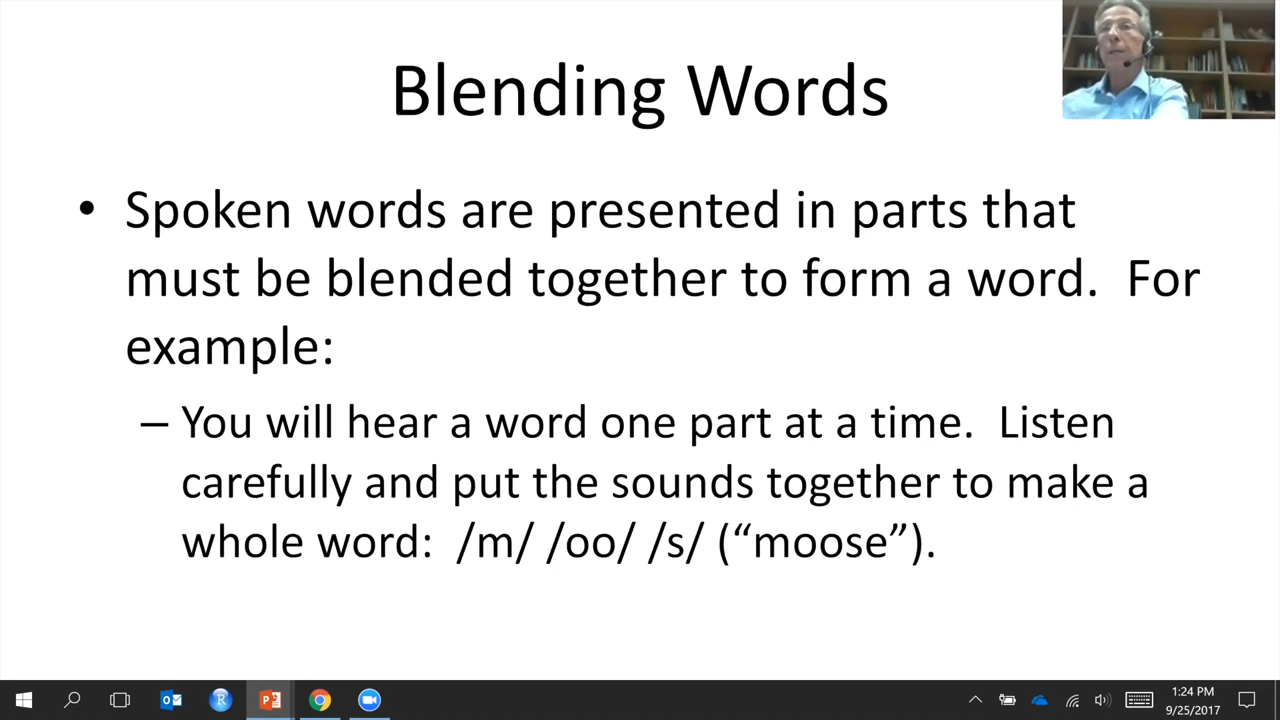 Blending Words
• Spoken words are presented in parts that
must be blended together to form a word.  For
example:
– You will hear a word one part at a time.  Listen
carefully and put the sounds together to make a
whole word:  /m/ /oo/ /s/ (“moose”).
1:24 PM
9/25/2017